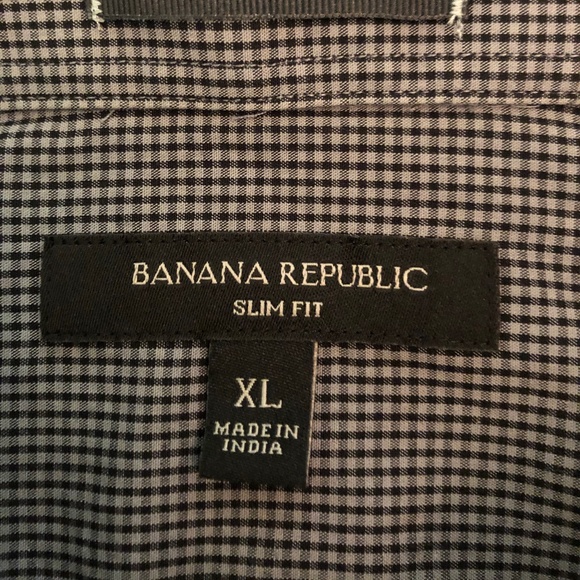 BANANA REPUBLIC
SLIM FIT
XL
MADE IN
INDIA